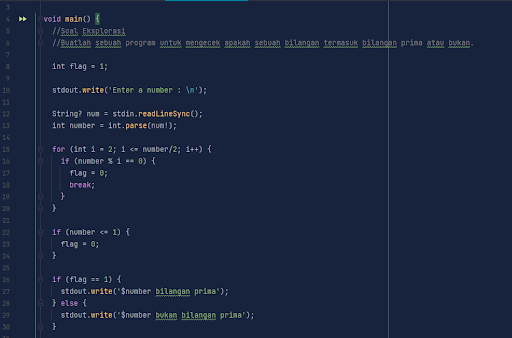 3
4 void main() {
5 //Soal Eksplorasi
6 //Buatlah sebuah program untuk mengecek apakah sebuah bilangan termasuk bilangan prima atau bukan.
7
8 int flag = 1;
9
10 stdout.write('Enter a number : \n');
11
12 String? num = stdin.readLineSync();
13 int number = int.parse(num!);
14
15 for (int i = 2; i <= number/2; i++) {
16 if (number % i == 0) {
17 flag = 0;
18 break;
19 }
20 }
21
22 if (number <= 1) {
23 flag = 0;
24 }
25
26 if (flag == 1) {
27 stdout.write('$number bilangan prima');
28 } else {
29 stdout.write('$number bukan bilangan prima');
30 }